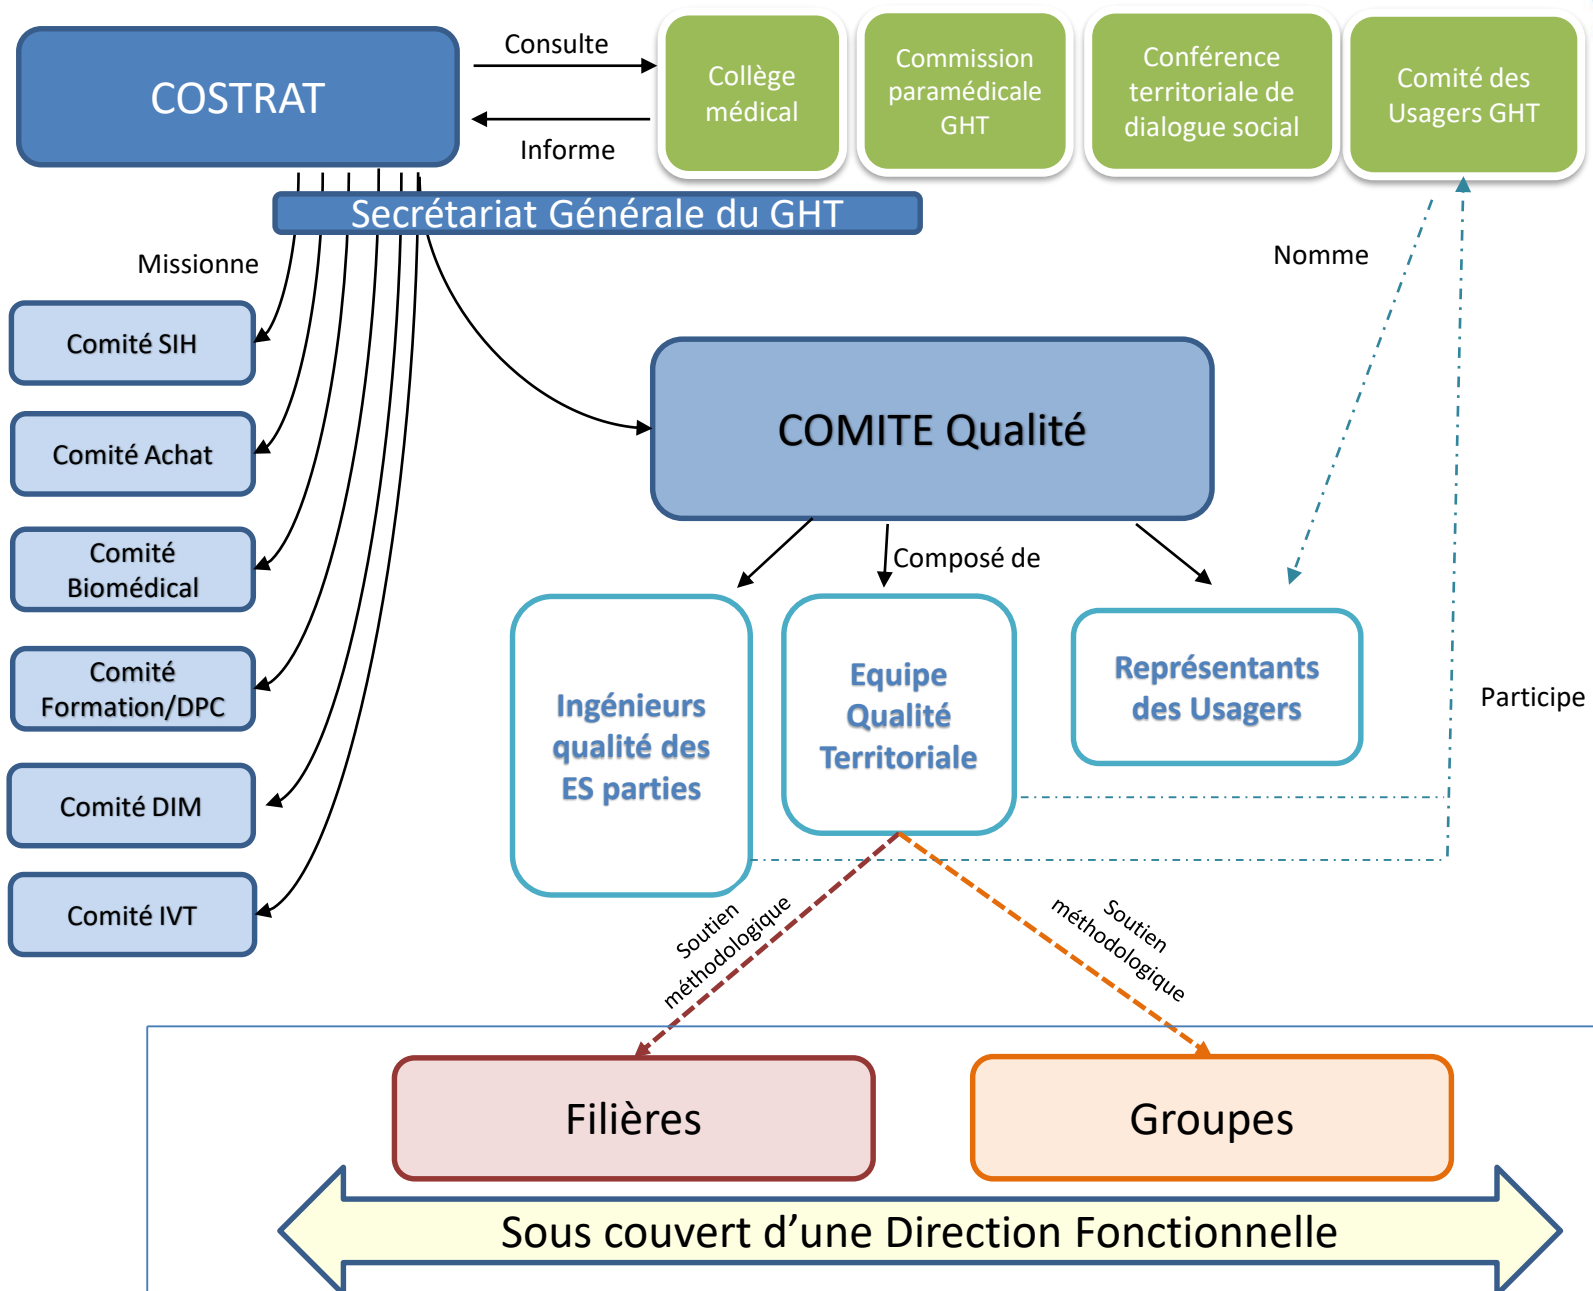 COSTRAT
Consulte
Informe
Collège
médical
Commission
paramédicale
GHT
Conférence
territoriale de
dialogue social
Comité des
Usagers GHT
Secrétariat Générale du GHT
Missionne
Nomme
Comité SIH
Comité Achat
Comité
Biomédical
Comité
Formation/DPC
Comité DIM
Comité IVT
COMITE Qualité
Composé de
Ingénieurs
qualité des
ES parties
Equipe
Qualité
Territoriale
Représentants
des Usagers
Participe
Soutien
méthodologique
Soutien
méthodologique
Filières
Groupes
Sous couvert d’une Direction Fonctionnelle